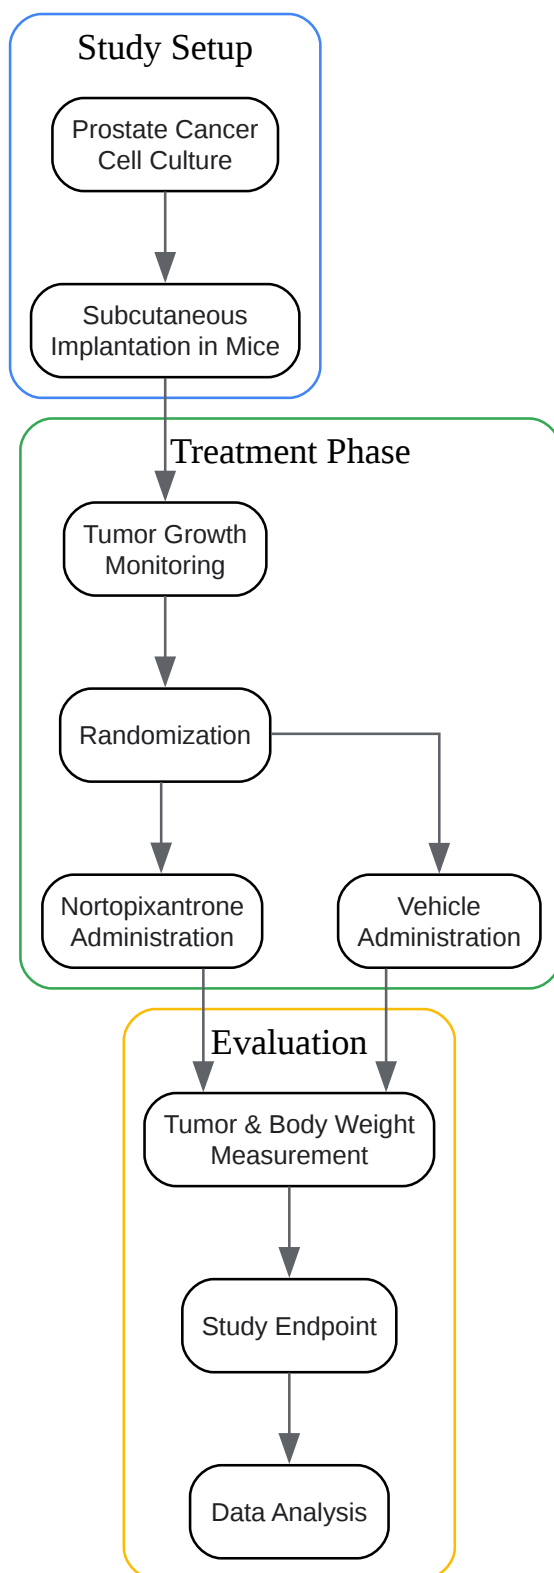 Study Setup
Prostate Cancer
Cell Culture
Subcutaneous
Implantation in Mice
Treatment Phase
Tumor Growth
Monitoring
Randomization
Nortopixantrone
Administration
Vehicle
Administration
Evaluation
Tumor & Body Weight
Measurement
Study Endpoint
Data Analysis